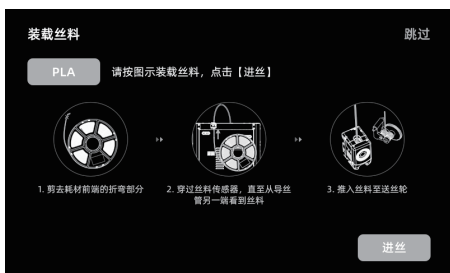 装载丝料
跳过
PLA
请按图示装载丝料，点击【进丝】
1. 剪去耗材前端的折弯部分
2. 穿过丝料传感器，直至从导丝
管另一端看到丝料
3. 推入丝料至送丝轮
进丝